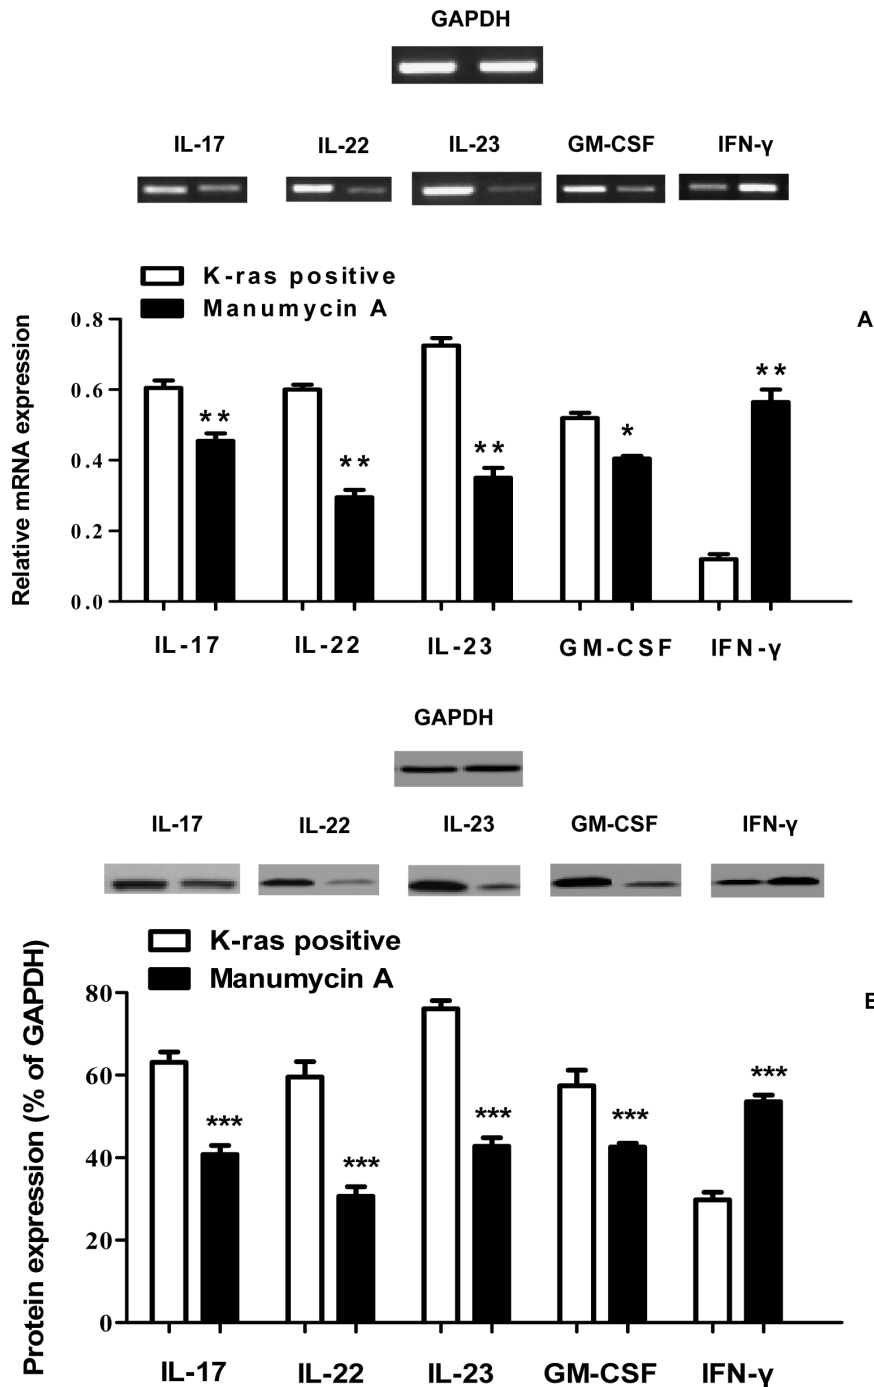 GAPDH
IL-17 IL-22 IL-23 GM-CSF IFN-γ
K-ras positive
Manumycin A
A
Relative mRNA expression
0.8
0.6
0.4
0.2
0.0
** ** ** * **
IL-17 IL-22 IL-23 GM-CSF IFN-γ
GAPDH
IL-17 IL-22 IL-23 GM-CSF IFN-γ
K-ras positive
Manumycin A
Protein expression (% of GAPDH)
80
60
40
20
0
*** *** *** *** ***
IL-17 IL-22 IL-23 GM-CSF IFN-γ